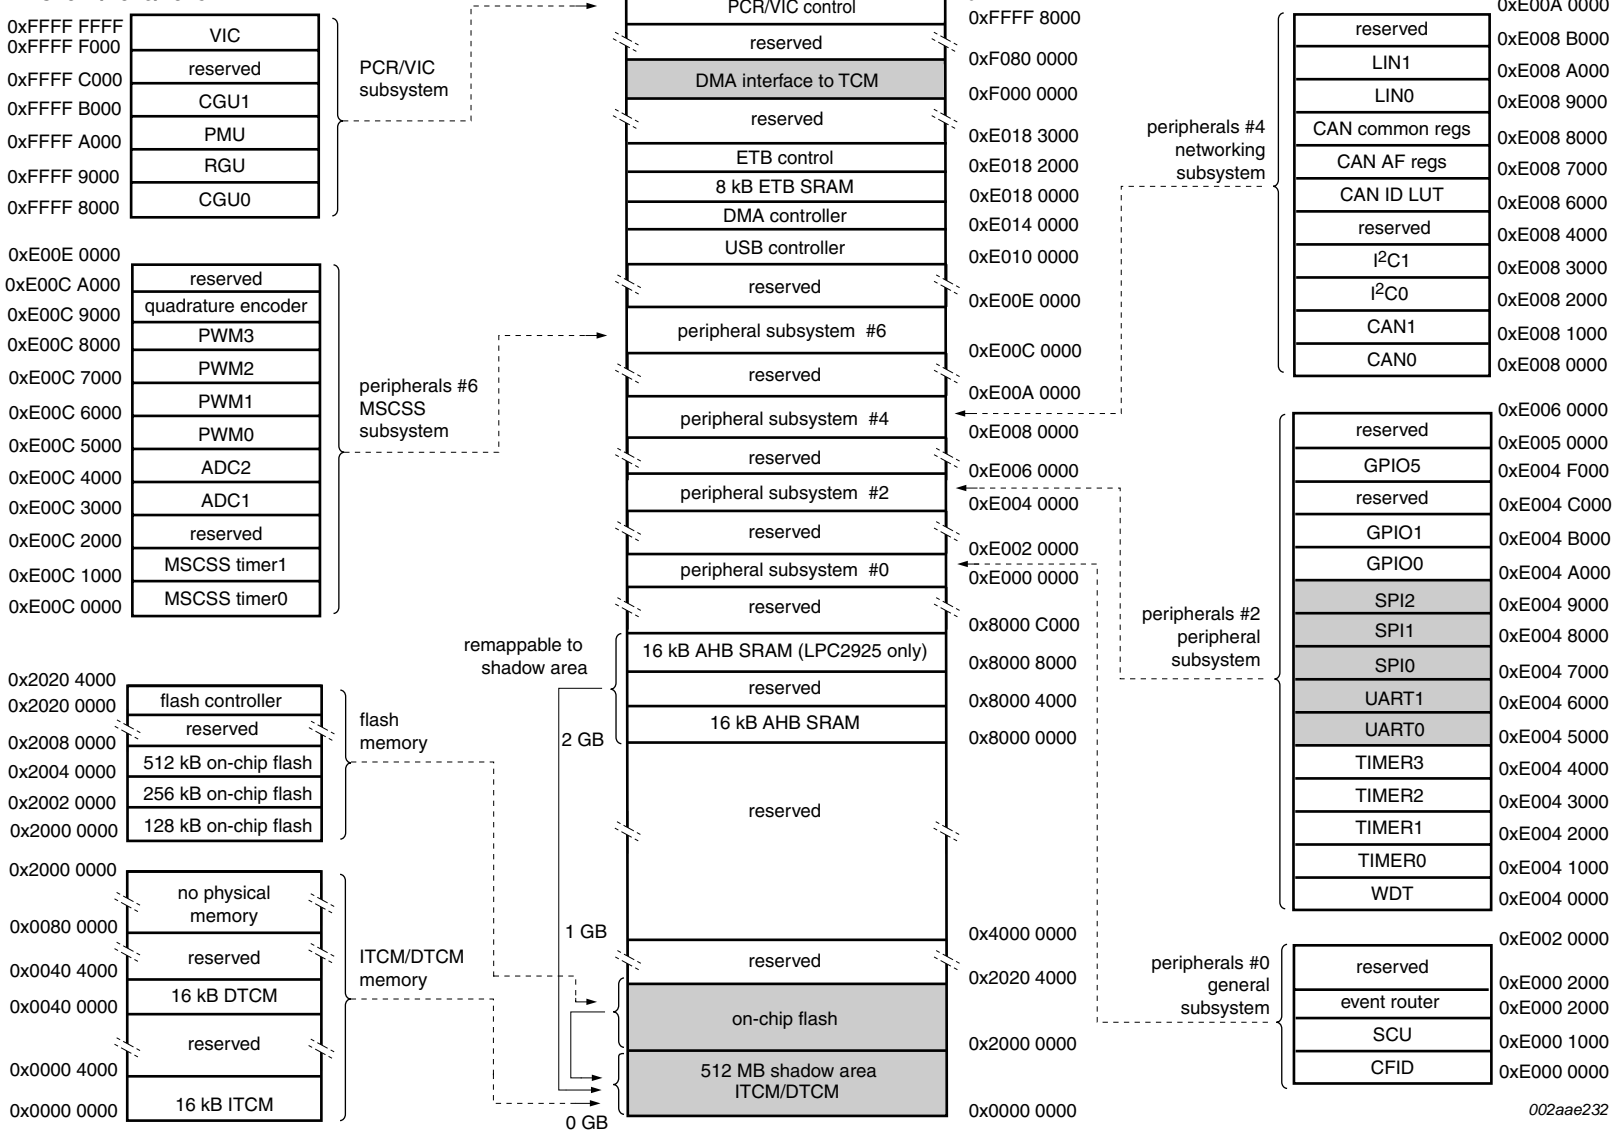 0xFFFF FFFF
0xFFFF F000
0xFFFF C000
0xFFFF B000
0xFFFF A000
0xFFFF 9000
0xFFFF 8000
VIC
reserved
CGU1
PMU
RGU
CGU0
PCR/VIC
subsystem
0xE00E 0000
0xE00C A000
0xE00C 9000
0xE00C 8000
0xE00C 7000
0xE00C 6000
0xE00C 5000
0xE00C 4000
0xE00C 3000
0xE00C 2000
0xE00C 1000
0xE00C 0000
reserved
quadrature encoder
PWM3
PWM2
PWM1
PWM0
ADC2
ADC1
reserved
MSCSS timer1
MSCSS timer0
peripherals #6
MSCSS
subsystem
0x2020 4000
0x2020 0000
0x2008 0000
0x2004 0000
0x2002 0000
0x2000 0000
flash controller
reserved
512 kB on-chip flash
256 kB on-chip flash
128 kB on-chip flash
flash
memory
0x2000 0000
0x0080 0000
0x0040 4000
0x0040 0000
0x0000 4000
0x0000 0000
no physical
memory
reserved
16 kB DTCM
reserved
16 kB ITCM
ITCM/DTCM
memory
remappable to
shadow area
2 GB
1 GB
0 GB
PCR/VIC control
reserved
DMA interface to TCM
reserved
ETB control
8 kB ETB SRAM
DMA controller
USB controller
reserved
peripheral subsystem #6
reserved
peripheral subsystem #4
reserved
peripheral subsystem #2
reserved
peripheral subsystem #0
reserved
16 kB AHB SRAM (LPC2925 only)
reserved
16 kB AHB SRAM
reserved
reserved
on-chip flash
512 MB shadow area
ITCM/DTCM
0xFFFF 8000
0xF080 0000
0xF000 0000
0xE018 3000
0xE018 2000
0xE018 0000
0xE014 0000
0xE010 0000
0xE00E 0000
0xE00C 0000
0xE00A 0000
0xE008 0000
0xE006 0000
0xE004 0000
0xE002 0000
0xE000 0000
0x8000 C000
0x8000 8000
0x8000 4000
0x8000 0000
0x4000 0000
0x2020 4000
0x2000 0000
0x0000 0000
peripherals #4
networking
subsystem
reserved
LIN1
LIN0
CAN common regs
CAN AF regs
CAN ID LUT
reserved
I2C1
I2C0
CAN1
CAN0
0xE00A 0000
0xE008 B000
0xE008 A000
0xE008 9000
0xE008 8000
0xE008 7000
0xE008 6000
0xE008 4000
0xE008 3000
0xE008 2000
0xE008 1000
0xE008 0000
peripherals #2
peripheral
subsystem
reserved
GPIO5
reserved
GPIO1
GPIO0
SPI2
SPI1
SPI0
UART1
UART0
TIMER3
TIMER2
TIMER1
TIMER0
WDT
0xE006 0000
0xE005 0000
0xE004 F000
0xE004 C000
0xE004 B000
0xE004 A000
0xE004 9000
0xE004 8000
0xE004 7000
0xE004 6000
0xE004 5000
0xE004 4000
0xE004 3000
0xE004 2000
0xE004 1000
0xE004 0000
peripherals #0
general
subsystem
reserved
event router
SCU
CFID
0xE002 0000
0xE000 2000
0xE000 2000
0xE000 1000
0xE000 0000
002aae232